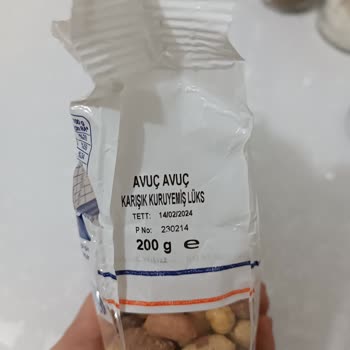 AVUÇ AVUÇ
KARIŞIK KURUYEMİŞ LÜKS
TETT: 14/02/2024
P No: 230214
200 g e